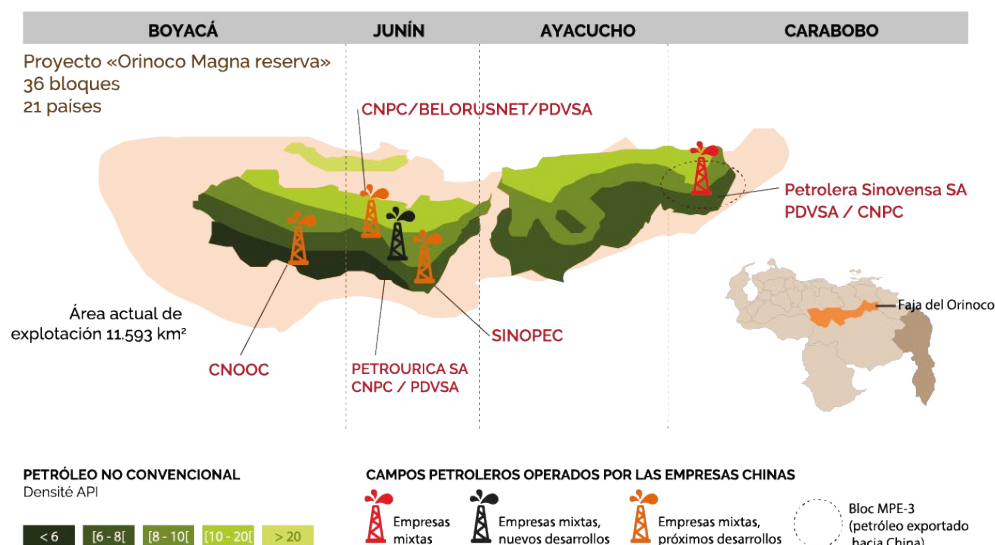 BOYACÁ
JUNÍN
AYACUCHO
CARABOBO
Proyecto «Orinoco Magna reserva»
36 bloques
21 países
CNPC/BELORUSNET/PDVSA
Petrolera Sinovensa SA
PDVSA / CNPC
Faja del Orinoco
Área actual de
explotación 11.593 km²
SINOPEC
CNOOC
PETROURICA SA
CNPC / PDVSA
PETRÓLEO NO CONVENCIONAL
Densité API
< 6
[6 - 8[
[8 - 10[
[10 - 20[
> 20
CAMPOS PETROLEROS OPERADOS POR LAS EMPRESAS CHINAS
Empresas
mixtas
Empresas mixtas,
nuevos desarrollos
Empresas mixtas,
próximos desarrollos
Bloc MPE-3
(petróleo exportado
hacia China)